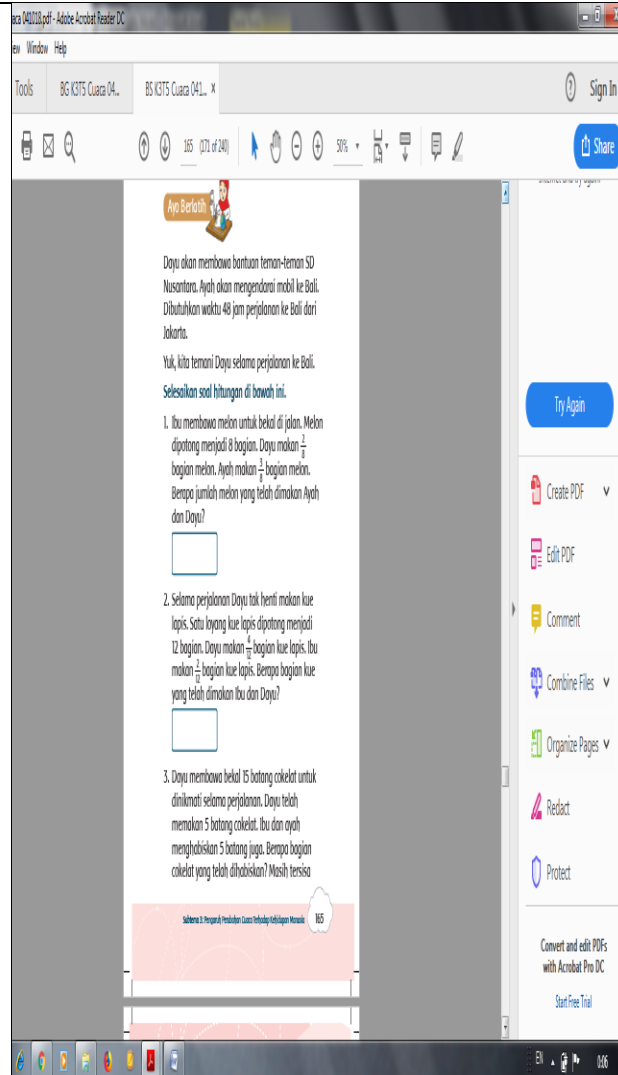 aca 041018.pdf - Adobe Acrobat Reader DC
iew Window Help
Tools
BG K3T5 Cuaca 04...
BS K3T5 Cuaca 041... ×
Sign In
165 (171 of 240)
50%
Share
Try Again
Create PDF
Edit PDF
Comment
Combine Files
Organize Pages
Redact
Protect
Convert and edit PDFs
with Acrobat Pro DC
Start Free Trial
Ayo Berlatih
Dayu akan membawa bantuan teman-teman SD
Nusantara. Ayah akan mengendarai mobil ke Bali.
Dibutuhkan waktu 48 jam perjalanan ke Bali dari
Jakarta.
Yuk, kita temani Dayu selama perjalanan ke Bali.
Selesaikan soal hitungan di bawah ini.
1. Ibu membawa melon untuk bekal di jalan. Melon
dipotong menjadi 8 bagian. Dayu makan 2/8
bagian melon. Ayah makan 3/8 bagian melon.
Berapa jumlah melon yang telah dimakan Ayah
dan Dayu?
2. Selama perjalanan Dayu tak henti makan kue
lapis. Satu loyang kue lapis dipotong menjadi
12 bagian. Dayu makan 4/12 bagian kue lapis. Ibu
makan 2/12 bagian kue lapis. Berapa bagian kue
yang telah dimakan Ibu dan Dayu?
3. Dayu membawa bekal 15 batang cokelat untuk
dinikmati selama perjalanan. Dayu telah
memakan 5 batang cokelat. Ibu dan ayah
menghabiskan 5 batang juga. Berapa bagian
cokelat yang telah dihabiskan? Masih tersisa
Subtema 3: Pengaruh Perubahan Cuaca Terhadap Kehidupan Manusia
165
EN
0:06